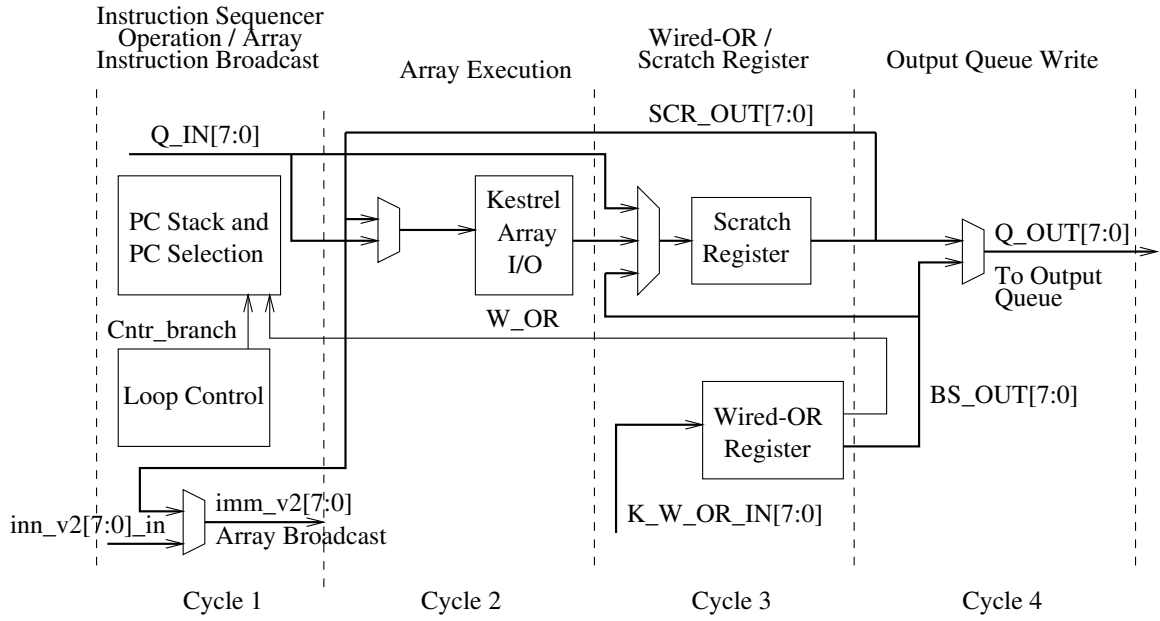 Instruction Sequencer
Operation / Array
Instruction Broadcast
Array Execution
Wired-OR /
Scratch Register
Output Queue Write
Q_IN[7:0]
SCR_OUT[7:0]
PC Stack and
PC Selection
Kestrel
Array
I/O
Scratch
Register
Q_OUT[7:0]
To Output
Queue
Cntr_branch
W_OR
Loop Control
Wired-OR
Register
BS_OUT[7:0]
imm_v2[7:0]
inn_v2[7:0]_in
Array Broadcast
K_W_OR_IN[7:0]
Cycle 1
Cycle 2
Cycle 3
Cycle 4